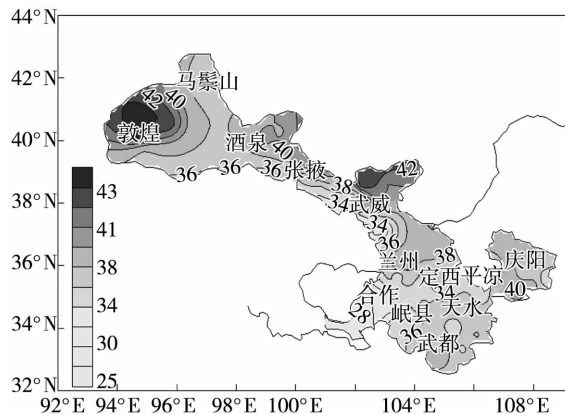 44°N
42°N
40°N
38°N
36°N
34°N
32°N
92°E
94°E
96°E
98°E
100°E
104°E
108°E
马鬃山
42
40
敦煌
酒泉
40
36
36
36
张掖
38
42
34
武威
34
36
兰州
38
定西
平凉
庆阳
34
40
合作
岷县
天水
38
36
武都
43
41
38
34
30
25